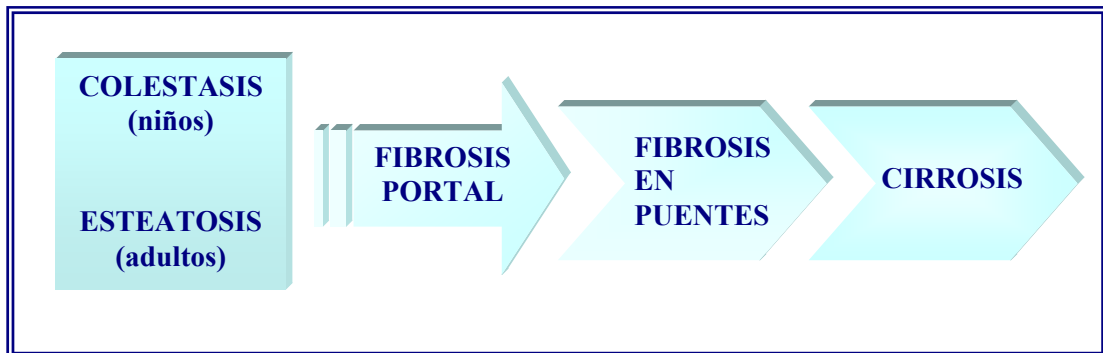 COLESTASIS
(niños)
ESTEATOSIS
(adultos)
FIBROSIS
PORTAL
FIBROSIS
EN
PUENTES
CIRROSIS